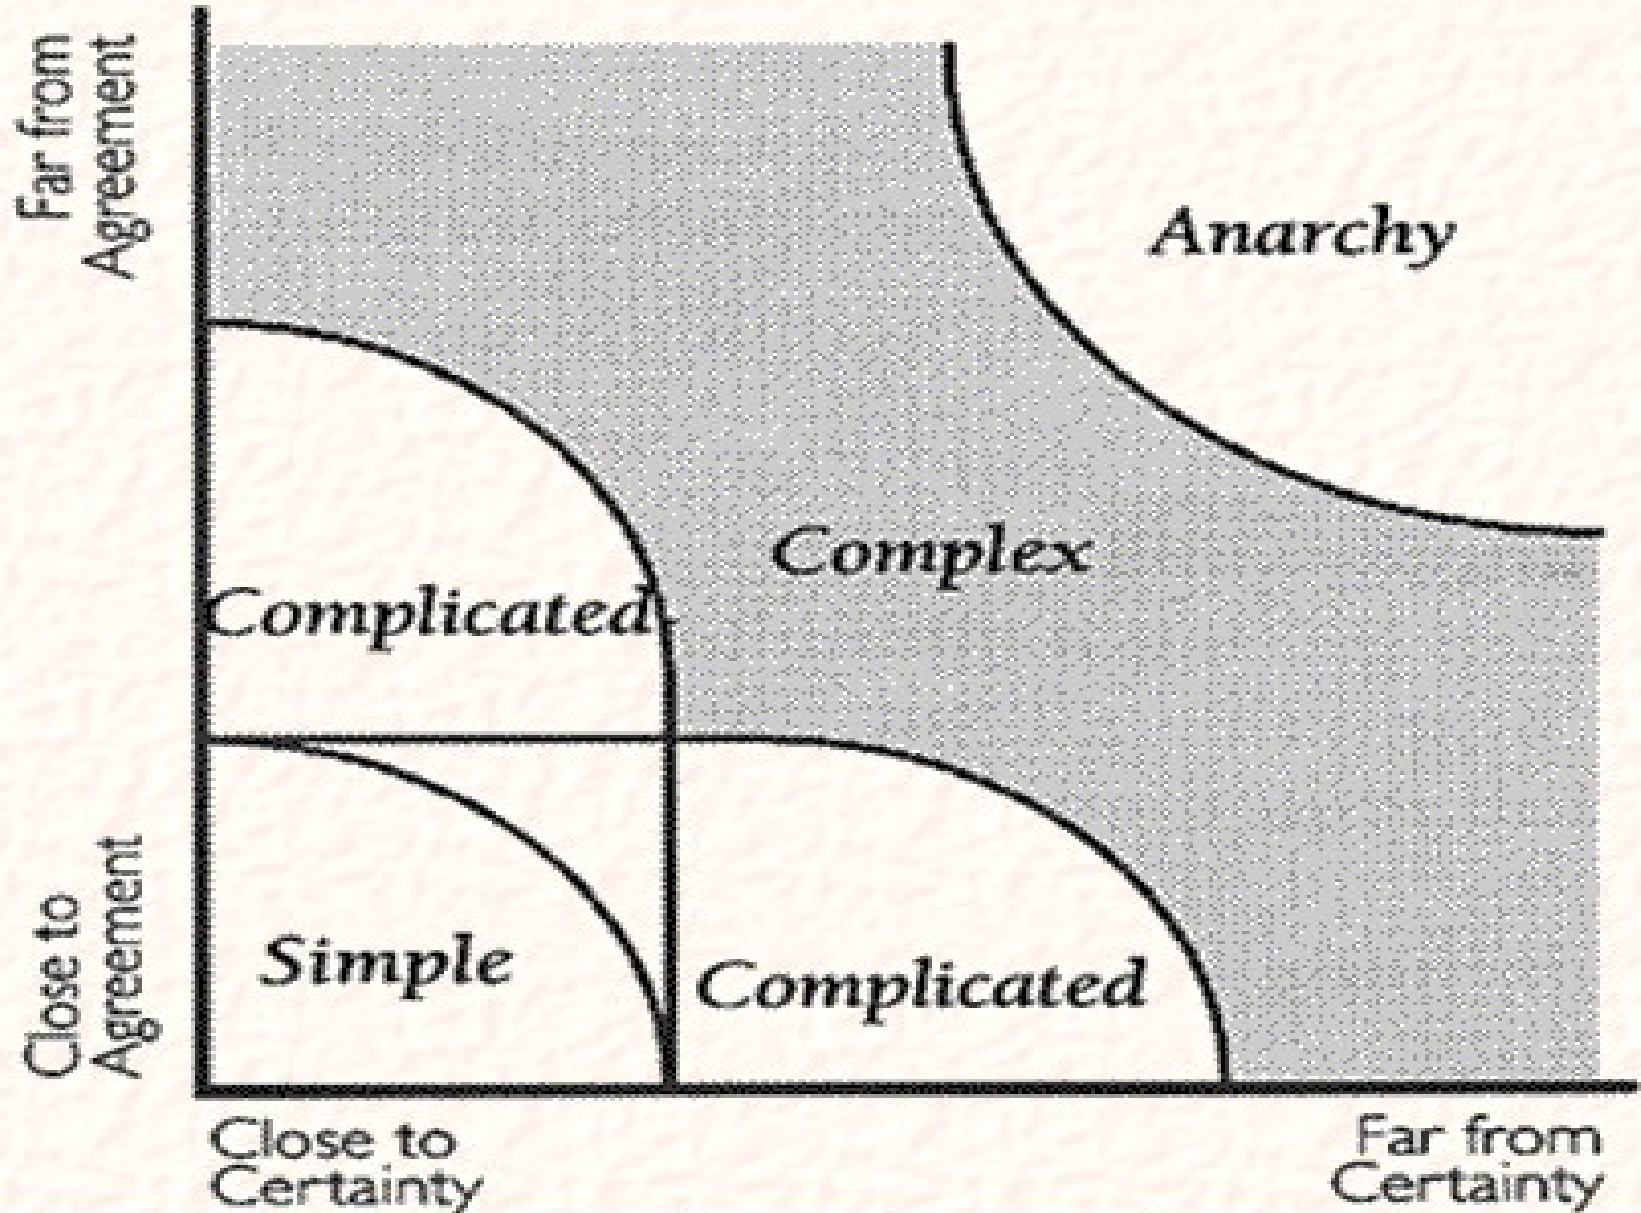 Far from
Agreement
Anarchy
Complex
Complicated
Close to
Agreement
Simple
Complicated
Close to
Certainty
Far from
Certainty